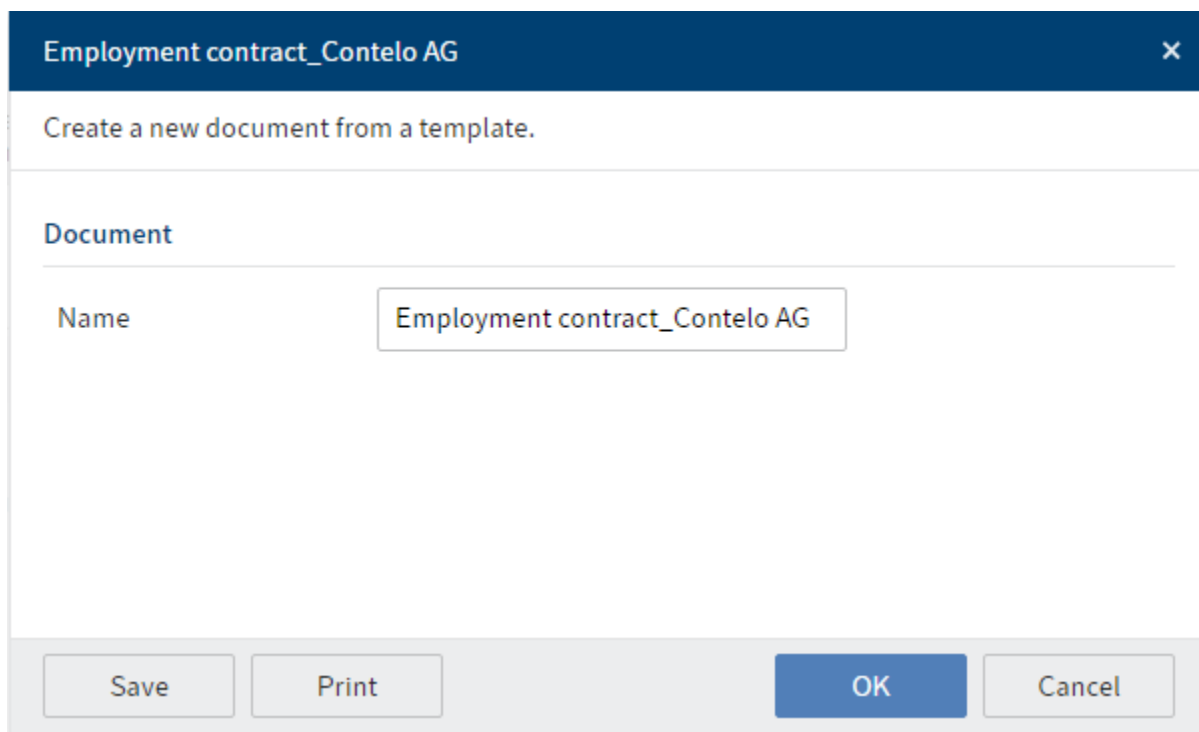 Employment contract_Contelo AG
Create a new document from a template.
Document
Name Employment contract_Contelo AG
Save Print OK Cancel